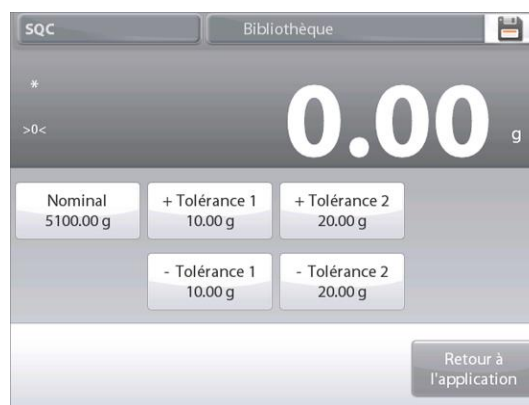 SQC
Bibliothèque
*
>0<
0.00 g
Nominal
5100.00 g
+ Tolérance 1
10.00 g
+ Tolérance 2
20.00 g
- Tolérance 1
10.00 g
- Tolérance 2
20.00 g
Retour à
l'application